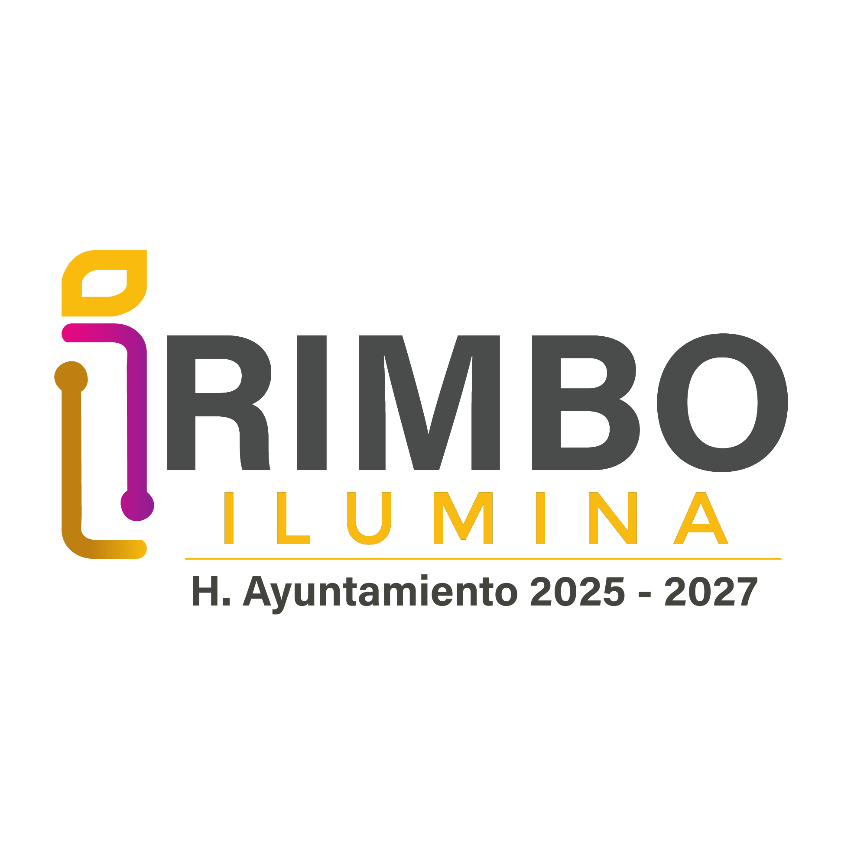 iRIMBO
ILUMINA
H. Ayuntamiento 2025 - 2027